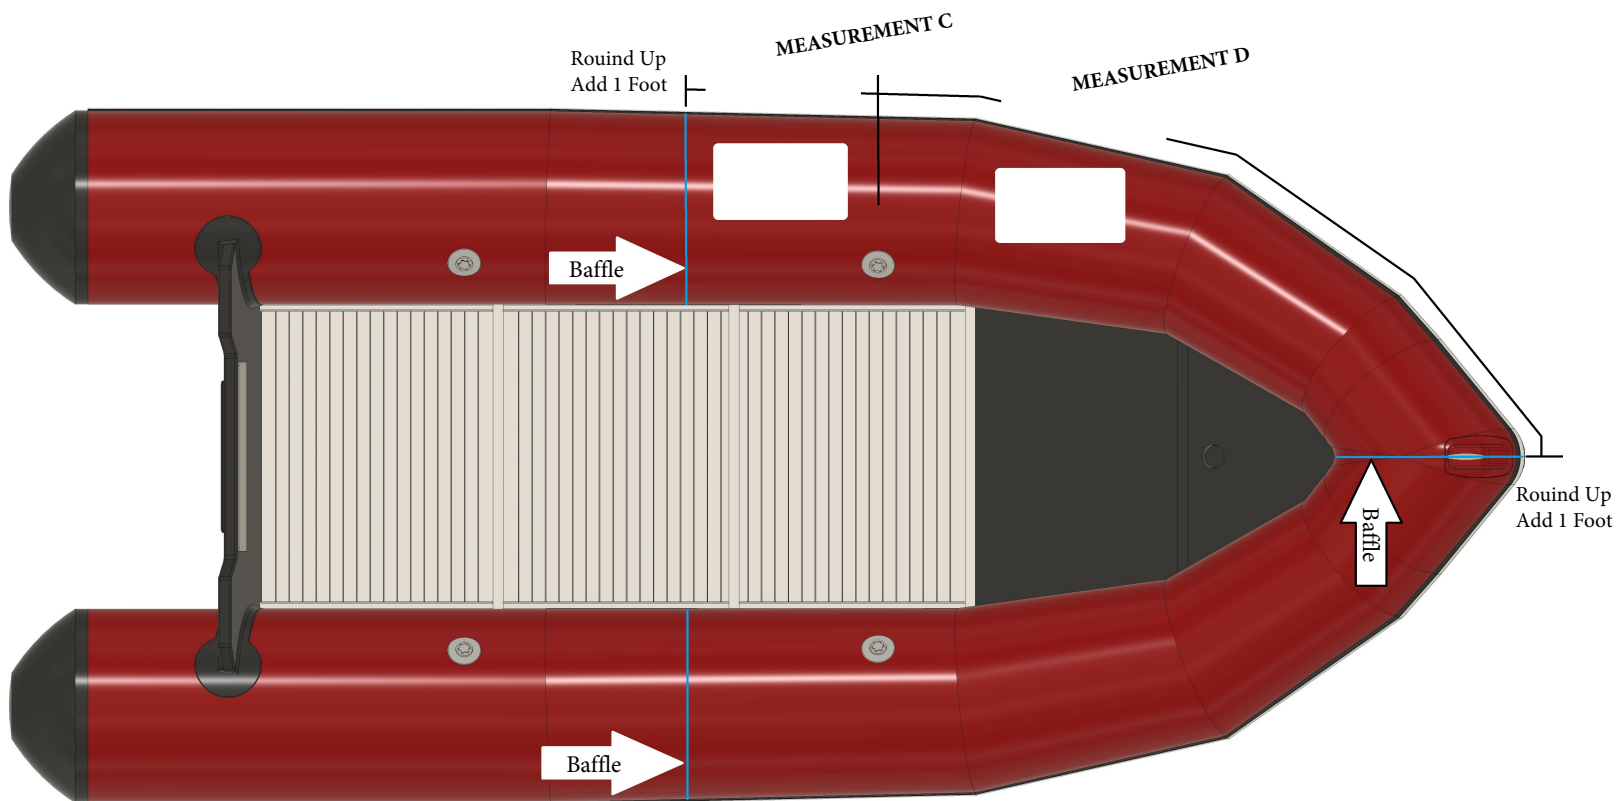 MEASUREMENT C
Rouind Up
Add 1 Foot
MEASUREMENT D
Baffle
Rouind Up
Add 1 Foot
Baffle
Baffle